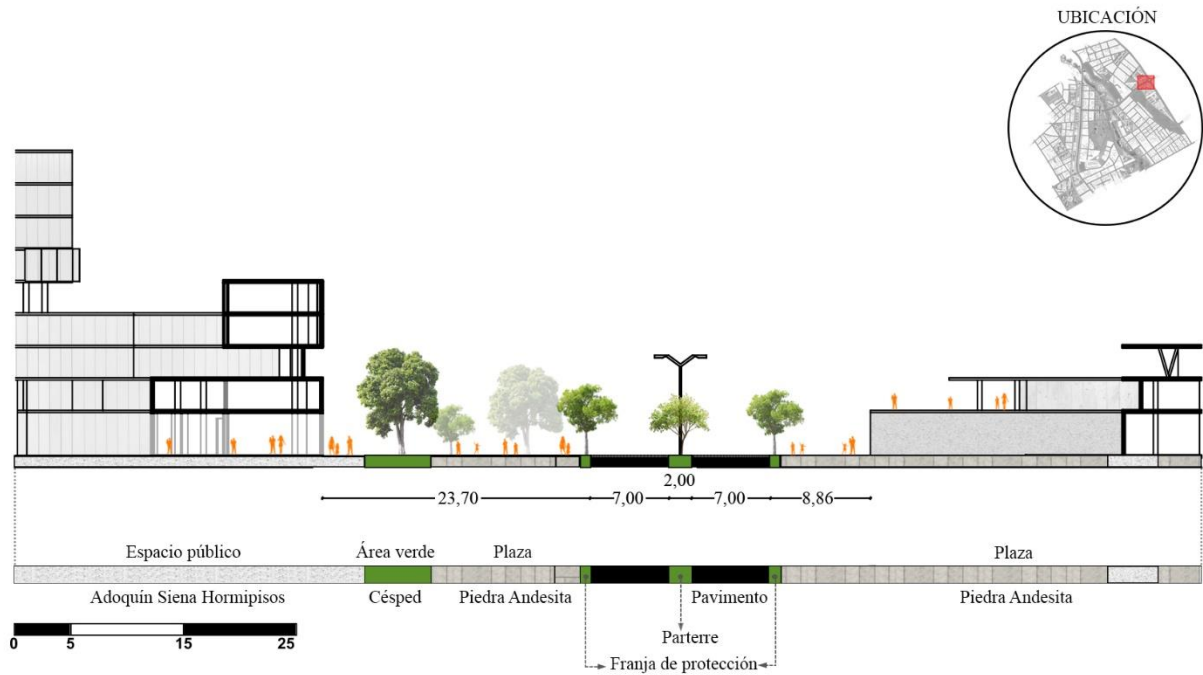 UBICACIÓN
2,00
23,70 7,00 7,00 8,86
Espacio público Área verde Plaza Plaza
Adoquín Siena Hormipisos Césped Piedra Andesita Pavimento Piedra Andesita
Parterre
Franja de protección
0 5 15 25